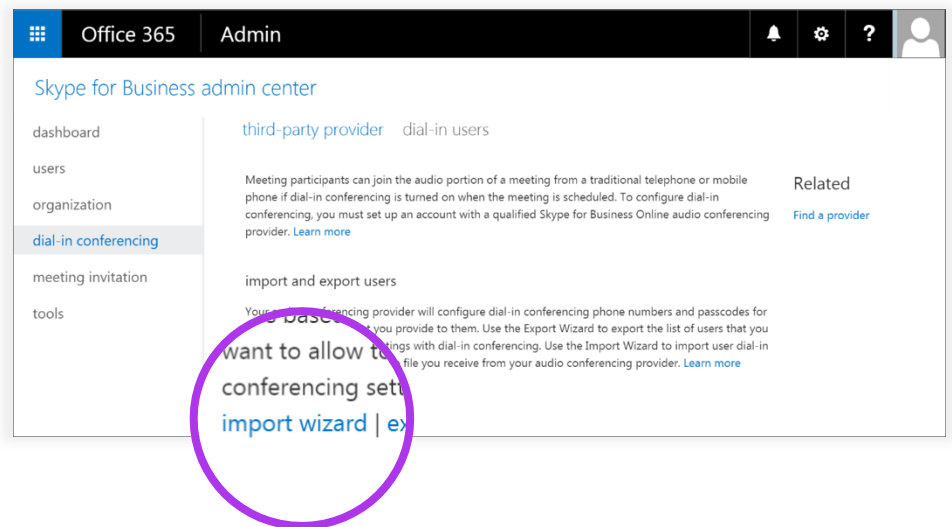 Office 365 Admin ?
Skype for Business admin center
dashboard
users
organization
dial-in conferencing
meeting invitation
tools
third-party provider dial-in users
Meeting participants can join the audio portion of a meeting from a traditional telephone or mobile
phone if dial-in conferencing is turned on when the meeting is scheduled. To configure dial-in
conferencing, you must set up an account with a qualified Skype for Business Online audio conferencing
provider. Learn more
import and export users
Your conferencing provider will configure dial-in conferencing phone numbers and passcodes for
you provide to them. Use the Export Wizard to export the list of users that you
with dial-in conferencing. Use the Import Wizard to import user dial-in
file you receive from your audio conferencing provider. Learn more
based
want to allow
conferencing
import wizard |
Related
Find a provider